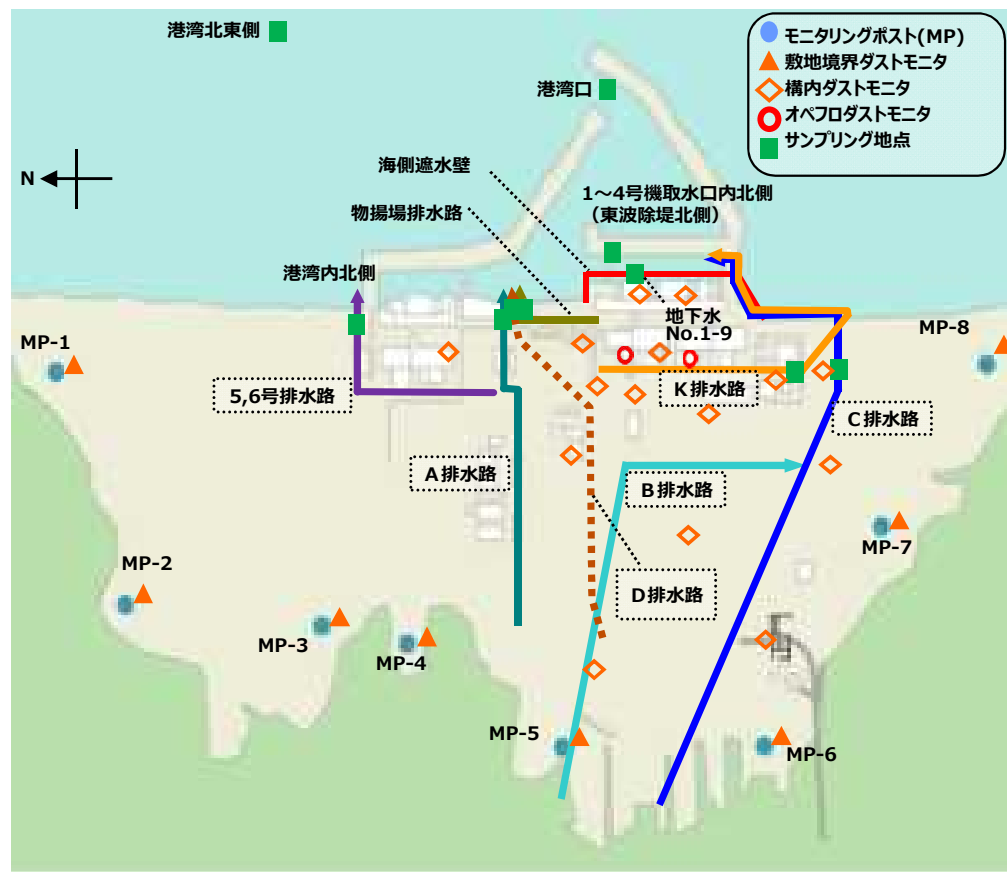 港湾北東側
港湾口
モニタリングポスト(MP)
敷地境界ダストモニタ
構内ダストモニタ
オペフロダストモニタ
サンプリング地点
N
海側遮水壁
物揚場排水路
1～4号機取水口内北側
（東波除堤北側）
港湾内北側
地下水
No.1-9
MP-1
MP-8
5,6号排水路
K排水路
C排水路
A排水路
B排水路
MP-7
MP-2
D排水路
MP-3
MP-4
MP-5
MP-6